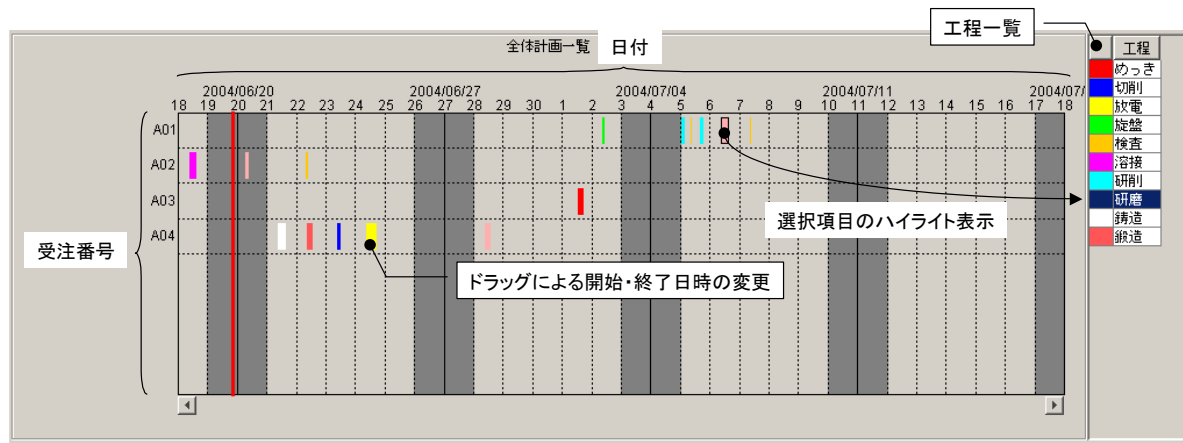 工程一覧
全体計画一覧
日付
工程
めっき
切削
放電
旋盤
検査
溶接
研削
研磨
鋳造
鍛造
2004/06/20 2004/06/27 2004/07/04 2004/07/11 2004/07/
18 19 20 21 22 23 24 25 26 27 28 29 30 1 2 3 4 5 6 7 8 9 10 11 12 13 14 15 16 17 18
A01
A02
A03
A04
受注番号
選択項目のハイライト表示
ドラッグによる開始・終了日時の変更